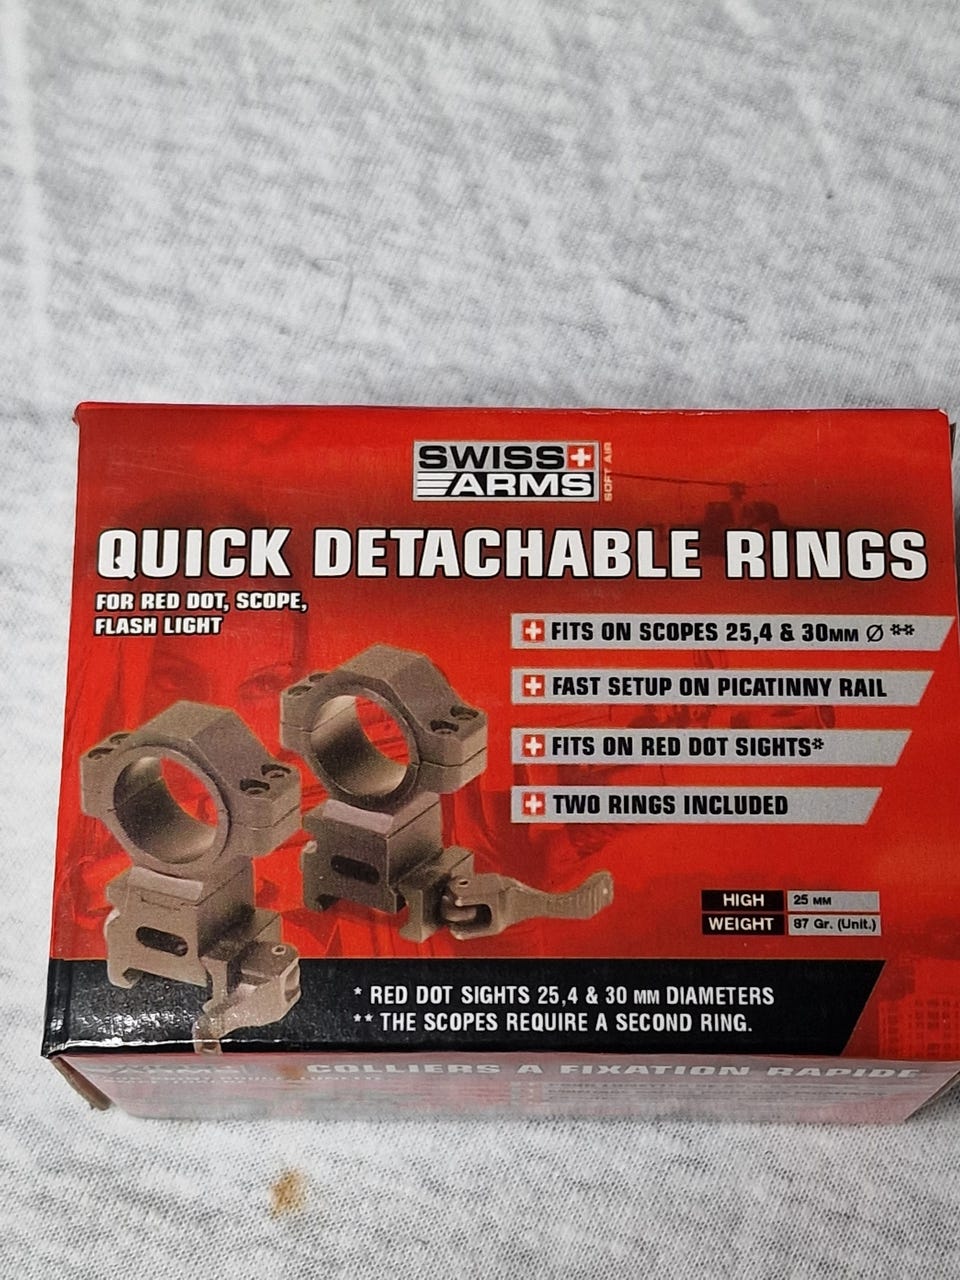 SWISS ARMS
SOFT AIR
QUICK DETACHABLE RINGS
FOR RED DOT, SCOPE,
FLASH LIGHT
FITS ON SCOPES 25,4 & 30MM Ø **
FAST SETUP ON PICATINNY RAIL
FITS ON RED DOT SIGHTS*
TWO RINGS INCLUDED
HIGH 25 MM
WEIGHT 87 Gr. (Unit.)
* RED DOT SIGHTS 25,4 & 30 MM DIAMETERS
** THE SCOPES REQUIRE A SECOND RING.
COLLIERS A FIXATION RAPIDE